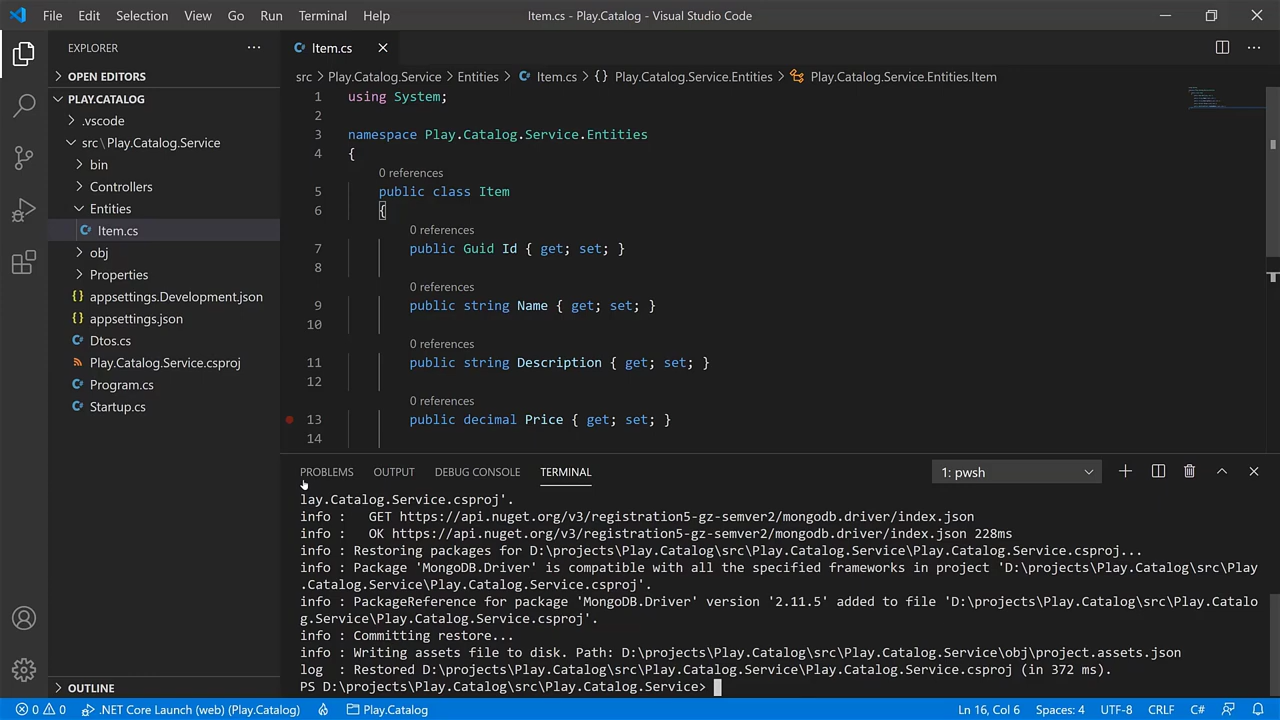 File Edit Selection View Go Run Terminal Help
Item.cs - Play.Catalog - Visual Studio Code
EXPLORER
OPEN EDITORS
PLAY.CATALOG
.vscode
src\Play.Catalog.Service
bin
Controllers
Entities
Item.cs
obj
Properties
appsettings.Development.json
appsettings.json
Dtos.cs
Play.Catalog.Service.csproj
Program.cs
Startup.cs
OUTLINE
Item.cs
src > Play.Catalog.Service > Entities > Item.cs > {} Play.Catalog.Service.Entities > Play.Catalog.Service.Entities.Item
1 using System;
2
3 namespace Play.Catalog.Service.Entities
4 {
0 references
5 public class Item
6 {
0 references
7 public Guid Id { get; set; }
8
0 references
9 public string Name { get; set; }
10
0 references
11 public string Description { get; set; }
12
0 references
13 public decimal Price { get; set; }
14
PROBLEMS OUTPUT DEBUG CONSOLE TERMINAL
1: pwsh
lay.Catalog.Service.csproj'.
info :   GET https://api.nuget.org/v3/registration5-gz-semver2/mongodb.driver/index.json
info :   OK https://api.nuget.org/v3/registration5-gz-semver2/mongodb.driver/index.json 228ms
info : Restoring packages for D:\projects\Play.Catalog\src\Play.Catalog.Service\Play.Catalog.Service.csproj...
info : Package 'MongoDB.Driver' is compatible with all the specified frameworks in project 'D:\projects\Play.Catalog\src\Play
.Catalog.Service\Play.Catalog.Service.csproj'.
info : PackageReference for package 'MongoDB.Driver' version '2.11.5' added to file 'D:\projects\Play.Catalog\src\Play.Catalo
g.Service\Play.Catalog.Service.csproj'.
info : Committing restore...
info : Writing assets file to disk. Path: D:\projects\Play.Catalog\src\Play.Catalog.Service\obj\project.assets.json
log  : Restored D:\projects\Play.Catalog\src\Play.Catalog.Service\Play.Catalog.Service.csproj (in 372 ms).
PS D:\projects\Play.Catalog\src\Play.Catalog.Service>
0 0 .NET Core Launch (web) (Play.Catalog) Play.Catalog Ln 16, Col 6 Spaces: 4 UTF-8 CRLF C#